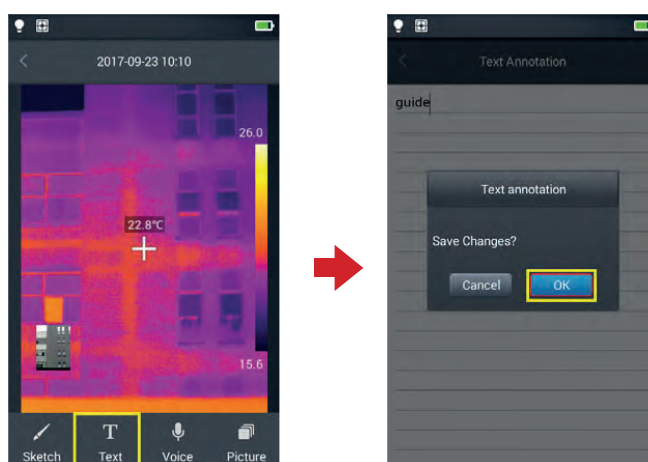 2017-09-23 10:10
26.0
22.8°C
15.6
Sketch Text Voice Picture
Text Annotation
guide
Text annotation
Save Changes?
Cancel OK